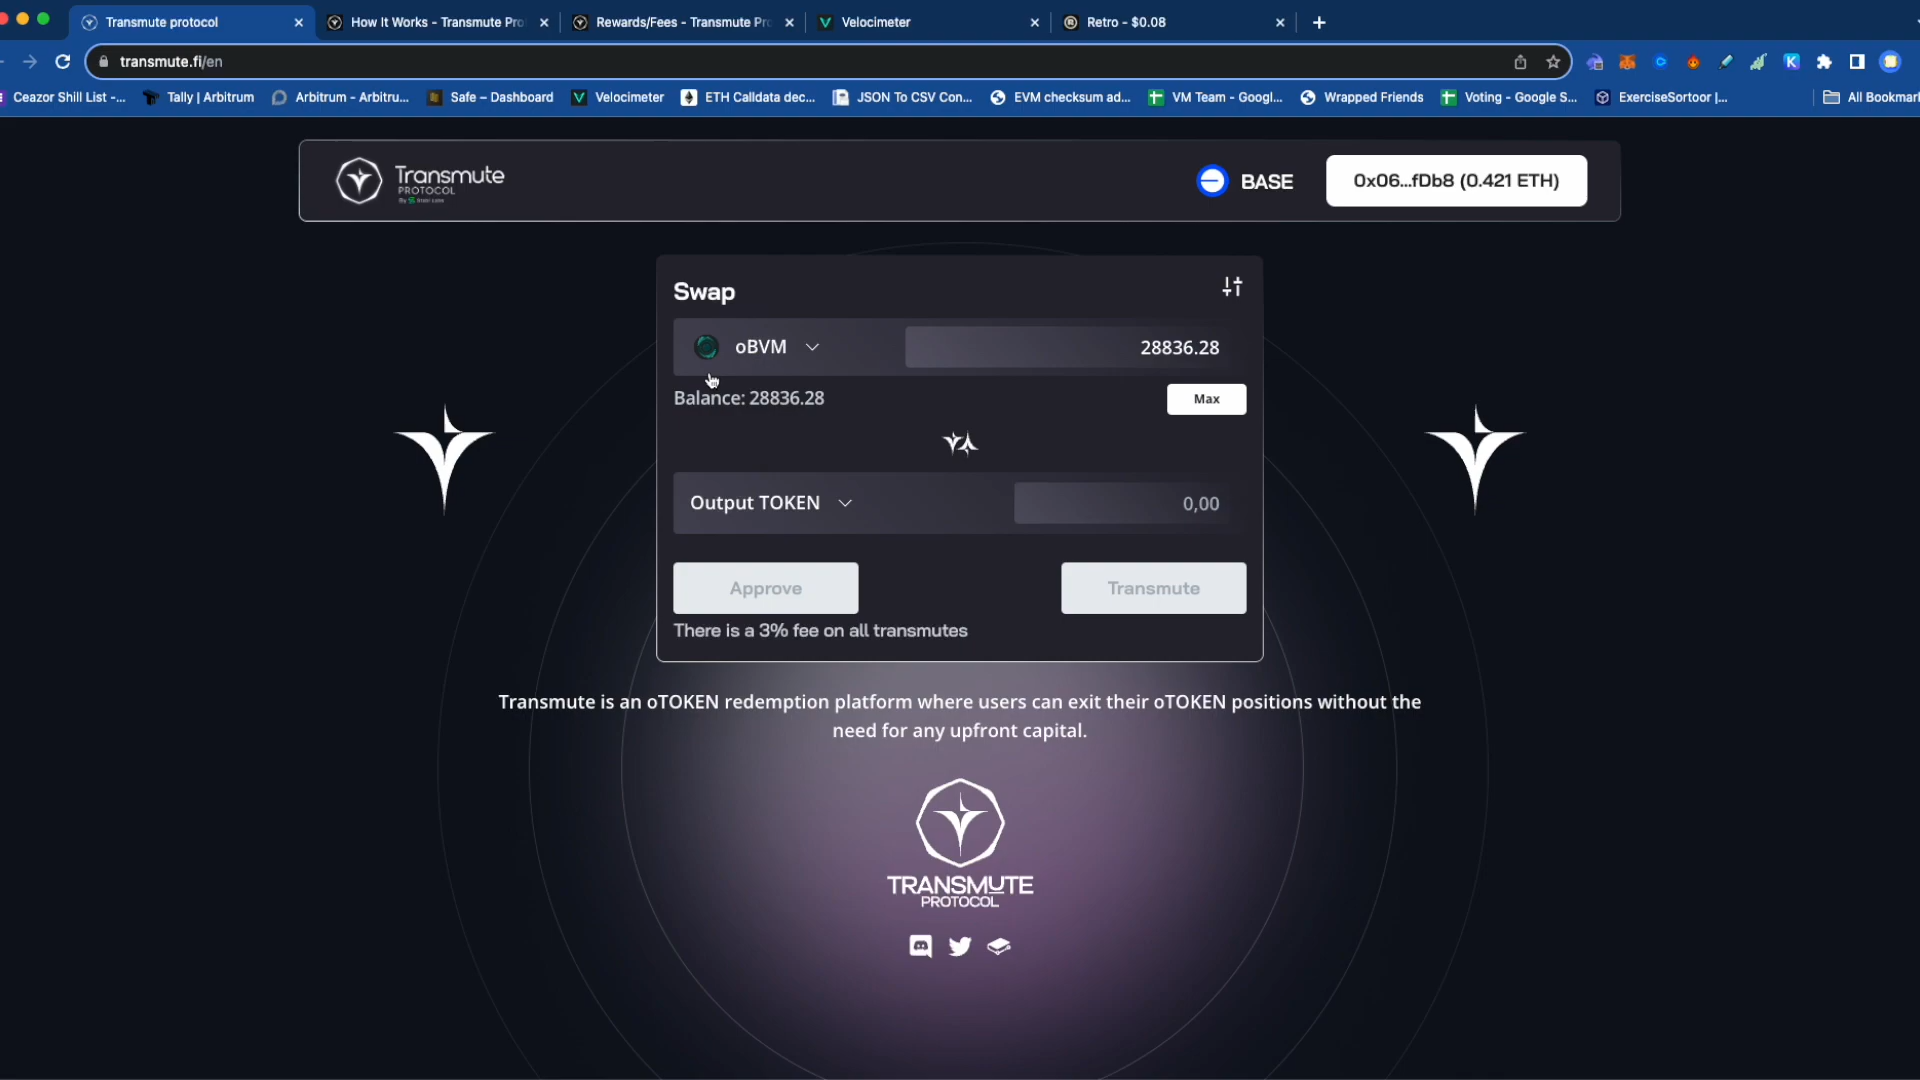 Transmute protocol
How It Works - Transmute Pro
Rewards/Fees - Transmute Pr
Velocimeter
Retro - $0.08
transmute.fi/en
Ceazor Shill List -...
Tally | Arbitrum
Arbitrum - Arbitru...
Safe – Dashboard
Velocimeter
ETH Calldata dec...
JSON To CSV Con...
EVM checksum ad...
VM Team - Googl...
Wrapped Friends
Voting - Google S...
ExerciseSortoor |...
All Bookmar
Transmute
PROTOCOL
BASE
0x06...fDb8 (0.421 ETH)
Swap
oBVM
28836.28
Balance: 28836.28
Max
Output TOKEN
0,00
Approve
Transmute
There is a 3% fee on all transmutes
Transmute is an oTOKEN redemption platform where users can exit their oTOKEN positions without the
need for any upfront capital.
TRANSMUTE
PROTOCOL